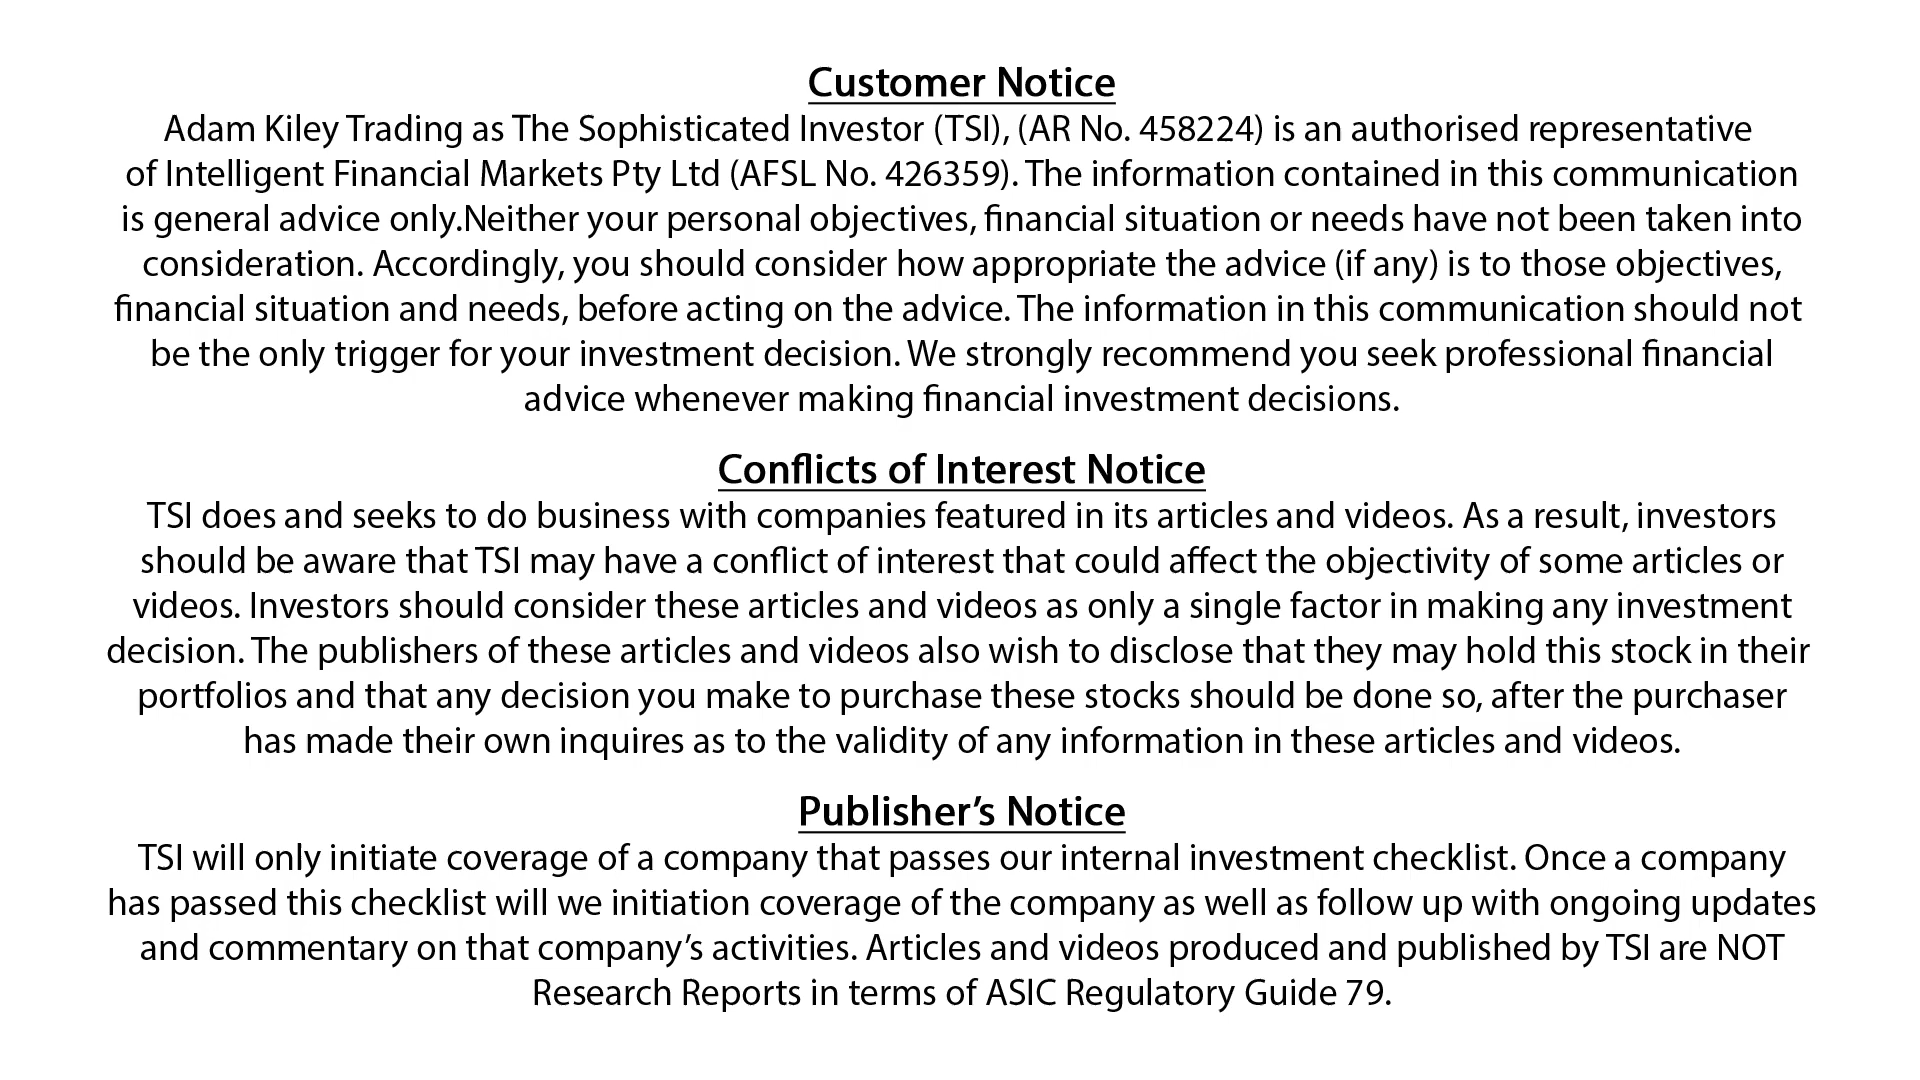 Customer Notice
Adam Kiley Trading as The Sophisticated Investor (TSI), (AR No. 458224) is an authorised representative
of Intelligent Financial Markets Pty Ltd (AFSL No. 426359). The information contained in this communication
is general advice only.Neither your personal objectives, financial situation or needs have not been taken into
consideration. Accordingly, you should consider how appropriate the advice (if any) is to those objectives,
financial situation and needs, before acting on the advice. The information in this communication should not
be the only trigger for your investment decision. We strongly recommend you seek professional financial
advice whenever making financial investment decisions.
Conflicts of Interest Notice
TSI does and seeks to do business with companies featured in its articles and videos. As a result, investors
should be aware that TSI may have a conflict of interest that could affect the objectivity of some articles or
videos. Investors should consider these articles and videos as only a single factor in making any investment
decision. The publishers of these articles and videos also wish to disclose that they may hold this stock in their
portfolios and that any decision you make to purchase these stocks should be done so, after the purchaser
has made their own inquires as to the validity of any information in these articles and videos.
Publisher’s Notice
TSI will only initiate coverage of a company that passes our internal investment checklist. Once a company
has passed this checklist will we initiation coverage of the company as well as follow up with ongoing updates
and commentary on that company’s activities. Articles and videos produced and published by TSI are NOT
Research Reports in terms of ASIC Regulatory Guide 79.